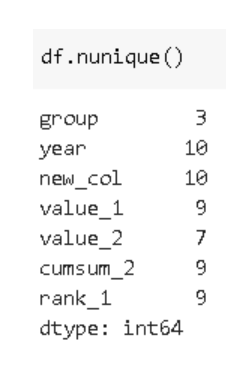 df.nunique()
group 3
year 10
new_col 10
value_1 9
value_2 7
cumsum_2 9
rank_1 9
dtype: int64